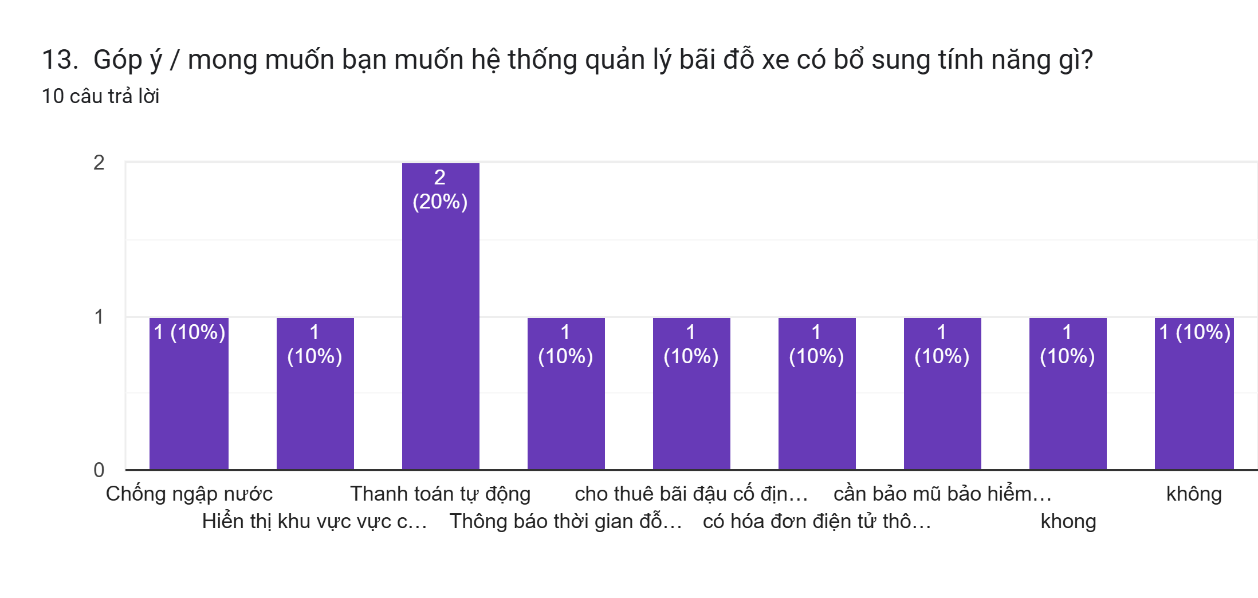 13. Góp ý / mong muốn bạn muốn hệ thống quản lý bãi đỗ xe có bổ sung tính năng gì?
10 câu trả lời
2
1
0
1 (10%)
1
(10%)
2
(20%)
1
(10%)
1
(10%)
1
(10%)
1
(10%)
1
(10%)
1 (10%)
Chống ngập nước
Hiển thị khu vực vực c...
Thanh toán tự động
Thông báo thời gian đỗ...
cho thuê bãi đậu cố địn...
có hóa đơn điện tử thô...
cần bảo mũ bảo hiểm...
khong
không